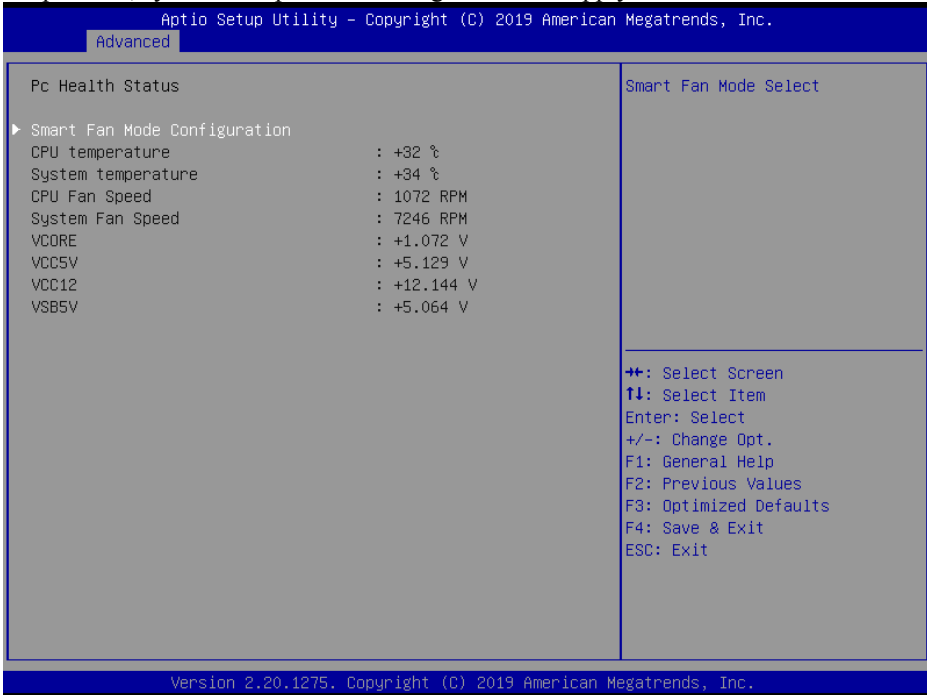 Aptio Setup Utility – Copyright (C) 2019 American Megatrends, Inc.
Advanced
Pc Health Status
Smart Fan Mode Configuration
CPU temperature : +32 ℃
System temperature : +34 ℃
CPU Fan Speed : 1072 RPM
System Fan Speed : 7246 RPM
VCORE : +1.072 V
VCC5V : +5.129 V
VCC12 : +12.144 V
VSB5V : +5.064 V
Smart Fan Mode Select
→←: Select Screen
↑↓: Select Item
Enter: Select
+/-: Change Opt.
F1: General Help
F2: Previous Values
F3: Optimized Defaults
F4: Save & Exit
ESC: Exit
Version 2.20.1275. Copyright (C) 2019 American Megatrends, Inc.